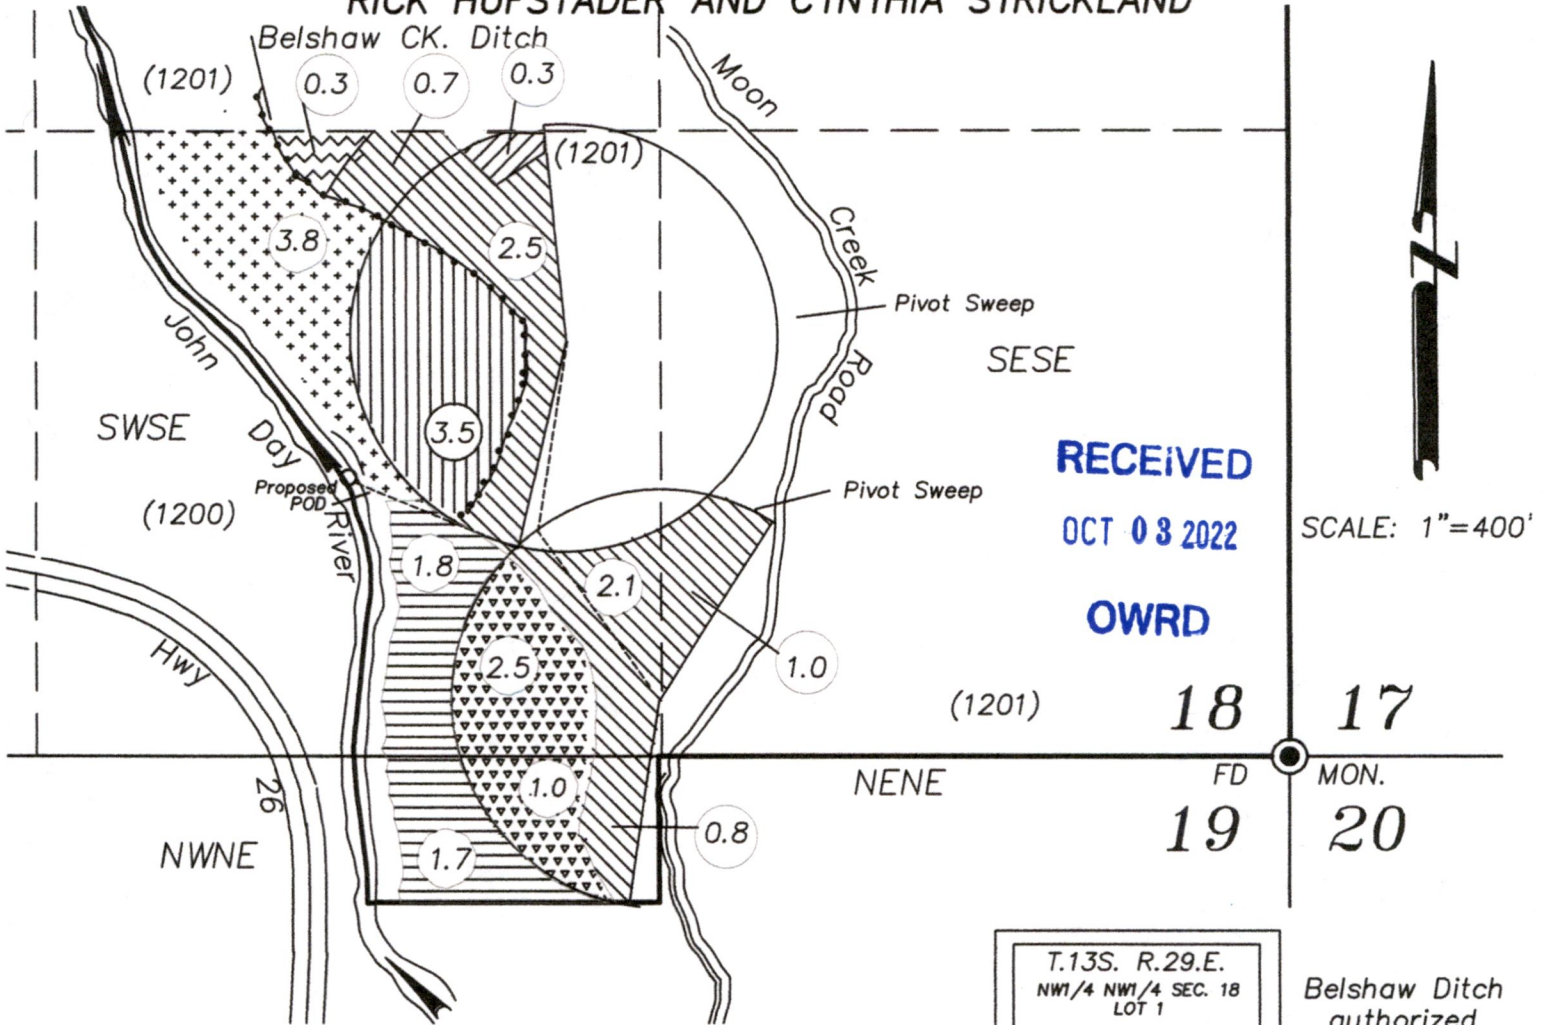 RICK HUFSTADER AND CYNTHIA STRICKLAND
Belshaw CK. Ditch
(1201)
0.3
0.7
0.3
Moon
Creek
Road
(1201)
3.8
2.5
Pivot Sweep
SESE
John
Day
River
SWSE
3.5
Proposed
POD
(1200)
Pivot Sweep
RECEIVED
OCT 03 2022
OWRD
SCALE: 1"=400'
1.8
2.1
1.0
2.5
Hwy
26
(1201)
18
17
FD
MON.
NENE
1.0
0.8
19
20
NWNE
1.7
T.13S. R.29.E.
NW1/4 NW1/4 SEC. 18
LOT 1
Belshaw Ditch
authorized
N